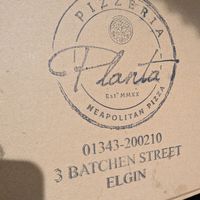 PIZZERIA
Planta
EST MMXX
NEAPOLITAN PIZZA
01343-200210
3 BATCHEN STREET
ELGIN